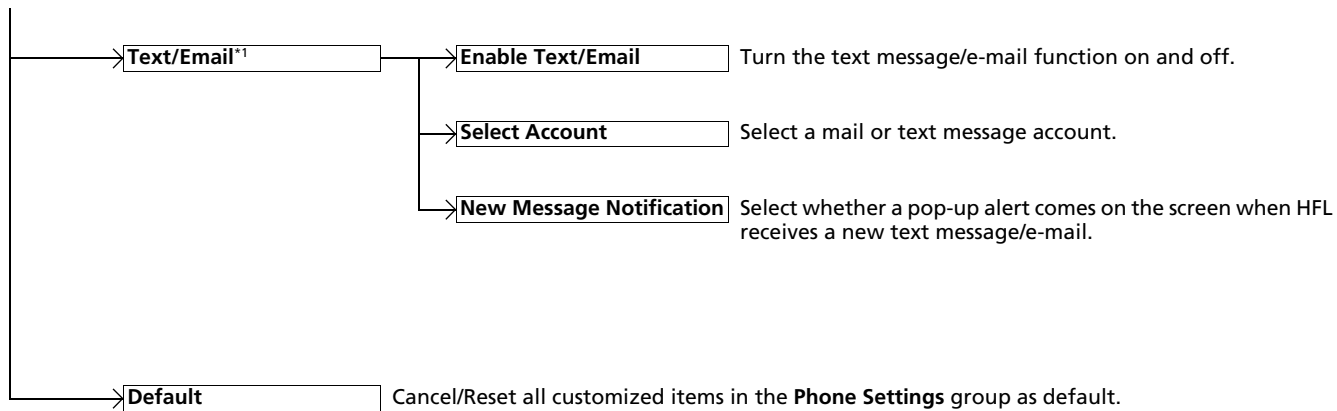 Text/Email*1
Enable Text/Email
Turn the text message/e-mail function on and off.
Select Account
Select a mail or text message account.
New Message Notification
Select whether a pop-up alert comes on the screen when HFL
receives a new text message/e-mail.
Default
Cancel/Reset all customized items in the Phone Settings group as default.